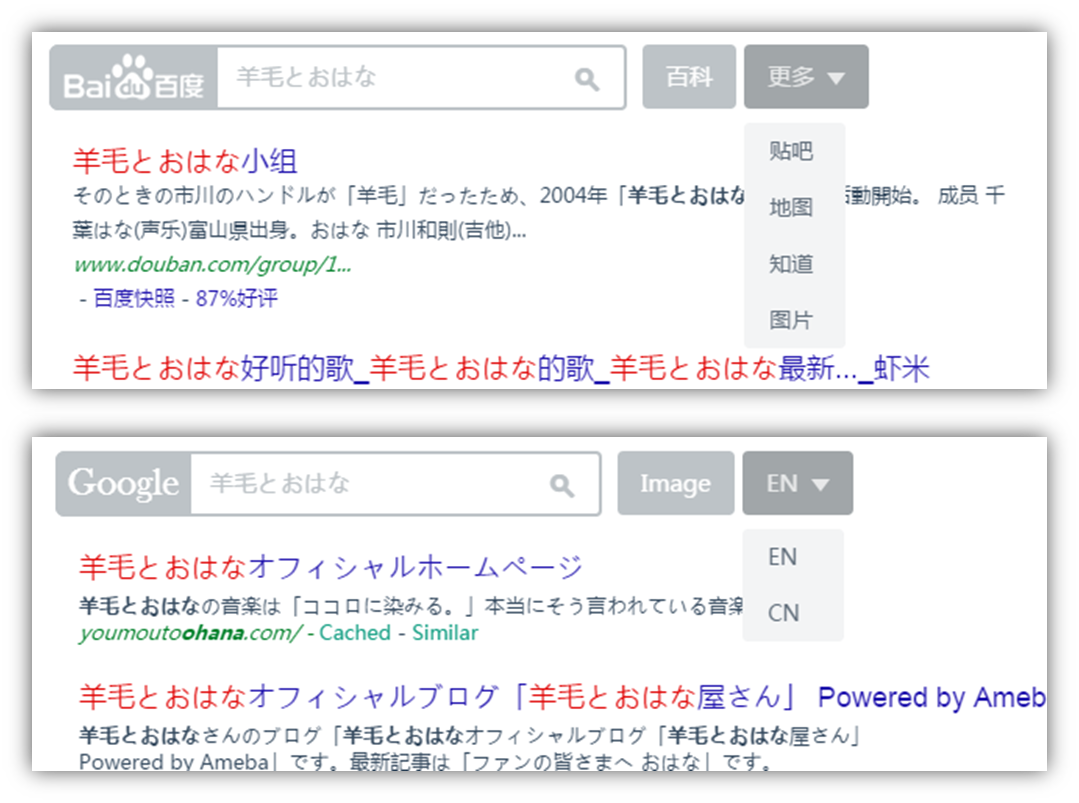 Baidu百度 羊毛とおはな 百科 更多
羊毛とおはな小组
そのときの市川のハンドルが「羊毛」だったため、2004年「羊毛とおはな 動開始。 成员 千
葉はな(声乐)富山県出身。おはな 市川和則(吉他)...
www.douban.com/group/1...
- 百度快照 - 87%好评
贴吧
地图
知道
图片
羊毛とおはな好听的歌_羊毛とおはな的歌_羊毛とおはな最新..._虾米
Google 羊毛とおはな Image EN
EN
CN
羊毛とおはなオフィシャルホームページ
羊毛とおはなの音楽は「ココロに染みる。」本当にそう言われている音楽
youmoutoohana.com/ - Cached - Similar
羊毛とおはなオフィシャルブログ「羊毛とおはな屋さん」 Powered by Ameb
羊毛とおはなさんのブログ「羊毛とおはなオフィシャルブログ「羊毛とおはな屋さん」
Powered by Ameba」です。最新記事は「ファンの皆さまへ おはな」です。